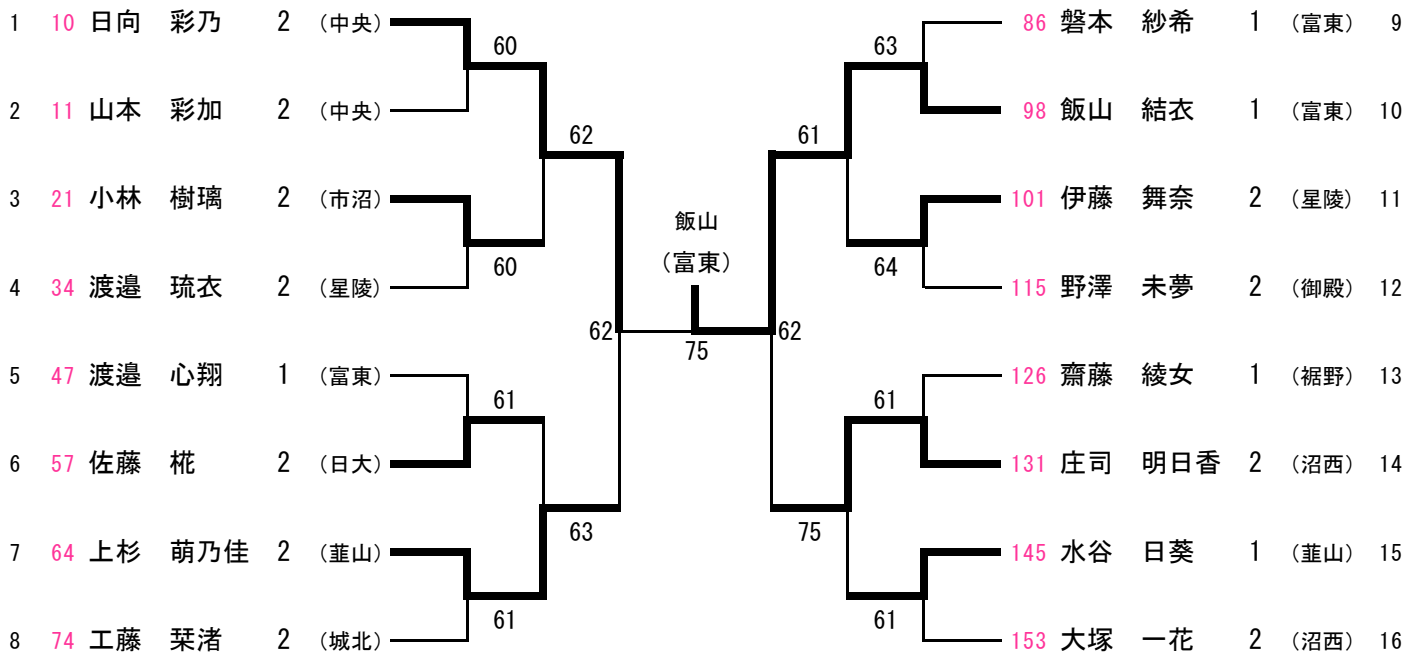 1 10 日向 彩乃 2 （中央）
60
2 11 山本 彩加 2 （中央）
62
3 21 小林 樹璃 2 （市沼）
60
4 34 渡邉 琉衣 2 （星陵）
62
5 47 渡邉 心翔 1 （富東）
61
6 57 佐藤 椛 2 （日大）
63
7 64 上杉 萌乃佳 2 （韮山）
61
8 74 工藤 栞渚 2 （城北）
飯山
（富東）
75
86 磐本 紗希 1 （富東） 9
63
98 飯山 結衣 1 （富東） 10
61
101 伊藤 舞奈 2 （星陵） 11
64
115 野澤 未夢 2 （御殿） 12
62
126 齋藤 綾女 1 （裾野） 13
61
131 庄司 明日香 2 （沼西） 14
75
145 水谷 日葵 1 （韮山） 15
61
153 大塚 一花 2 （沼西） 16